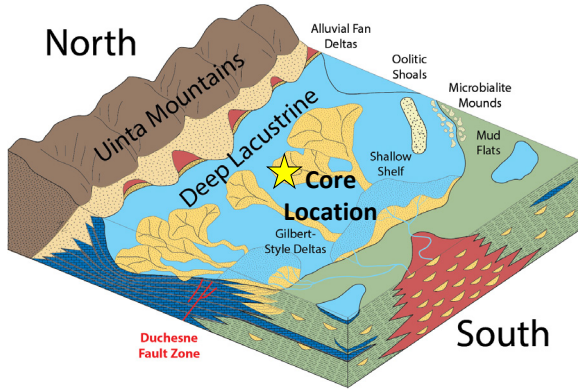 North
Alluvial Fan
Deltas
Oolitic
Shoals
Microbialite
Mounds
Uinta Mountains
Deep Lacustrine
Mud
Flats
Shallow
Shelf
Core
Location
Gilbert-
Style Deltas
Duchesne
Fault Zone
South